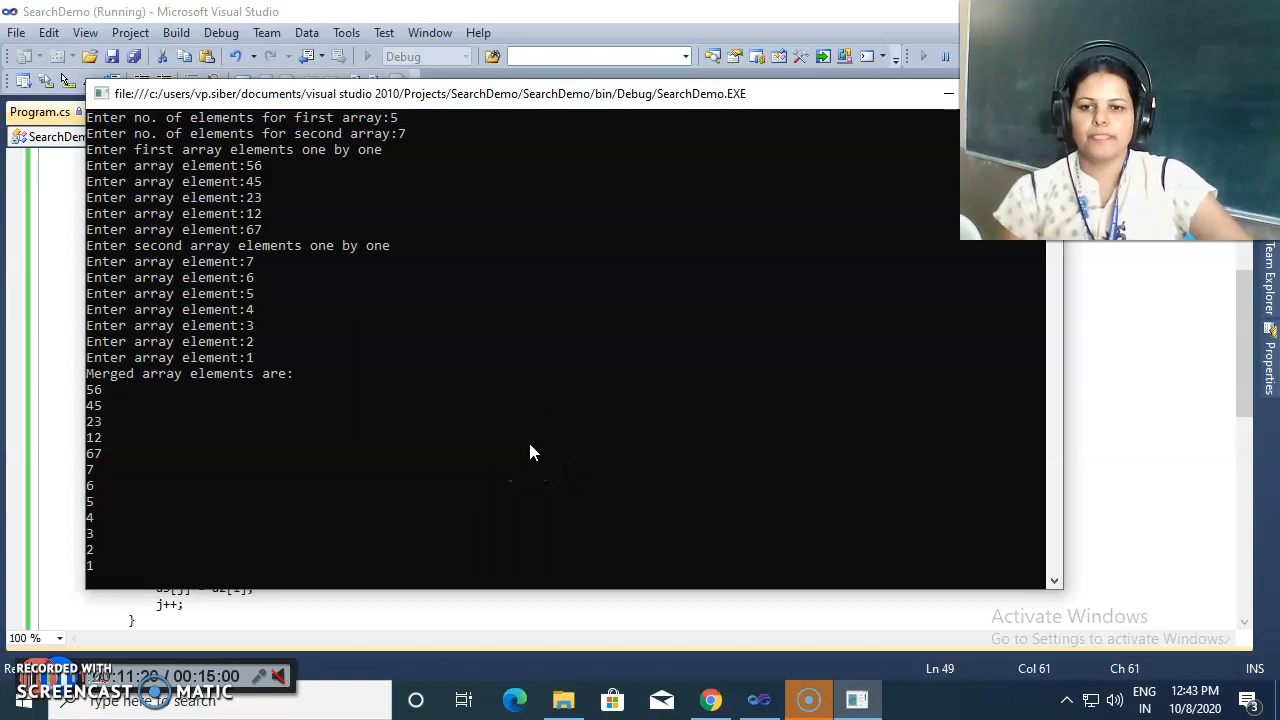 SearchDemo (Running) - Microsoft Visual Studio
File Edit View Project Build Debug Team Data Tools Test Window Help
Debug
file:///c:/users/vp.siber/documents/visual studio 2010/Projects/SearchDemo/SearchDemo/bin/Debug/SearchDemo.EXE
Program.cs
SearchDem
Enter no. of elements for first array:5
Enter no. of elements for second array:7
Enter first array elements one by one
Enter array element:56
Enter array element:45
Enter array element:23
Enter array element:12
Enter array element:67
Enter second array elements one by one
Enter array element:7
Enter array element:6
Enter array element:5
Enter array element:4
Enter array element:3
Enter array element:2
Enter array element:1
Merged array elements are:
56
45
23
12
67
7
6
5
4
3
2
1
Team Explorer
Properties
j++;
}
100 %
Activate Windows
Go to Settings to activate Windows.
Ln 49 Col 61 Ch 61 INS
RECORDED WITH
SCREENCAST MATIC
/ 00:15:00
Type here to search
ENG
IN
12:43 PM
10/8/2020
3